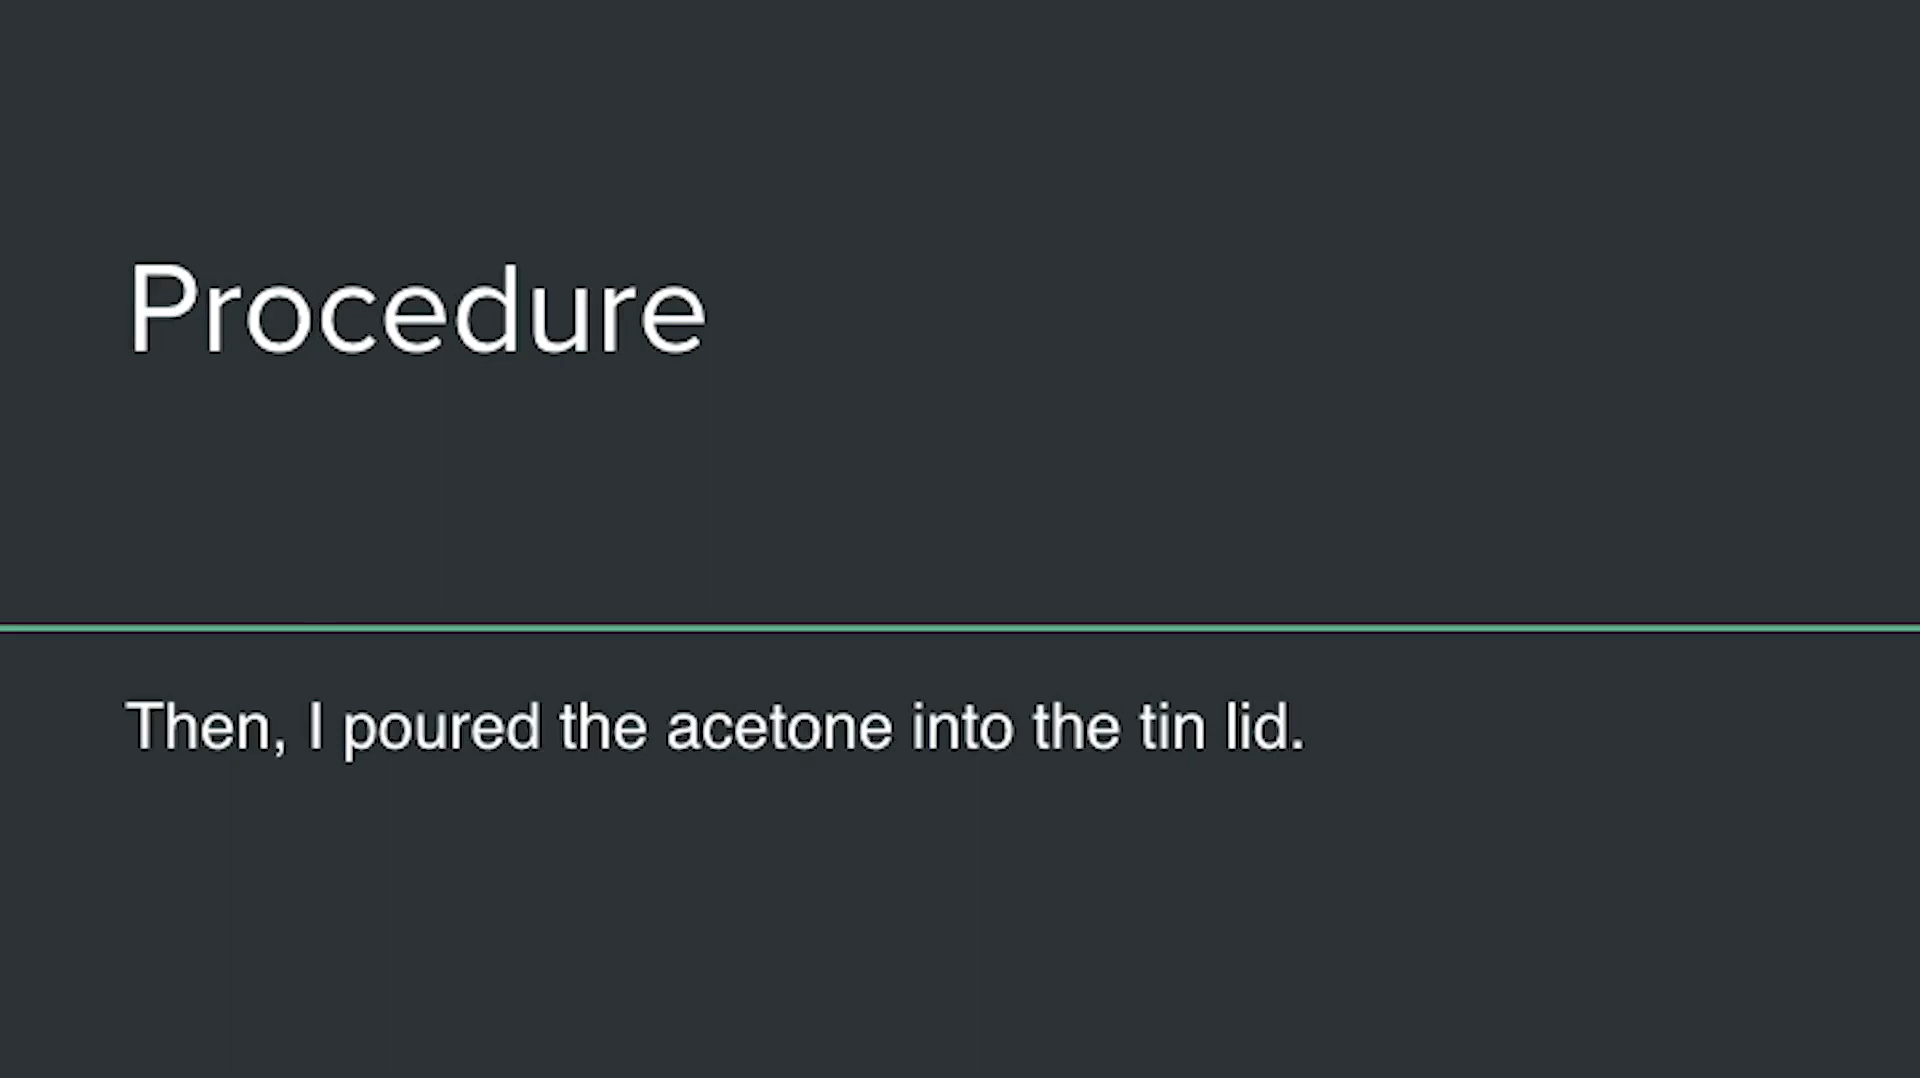 Procedure
Then, I poured the acetone into the tin lid.